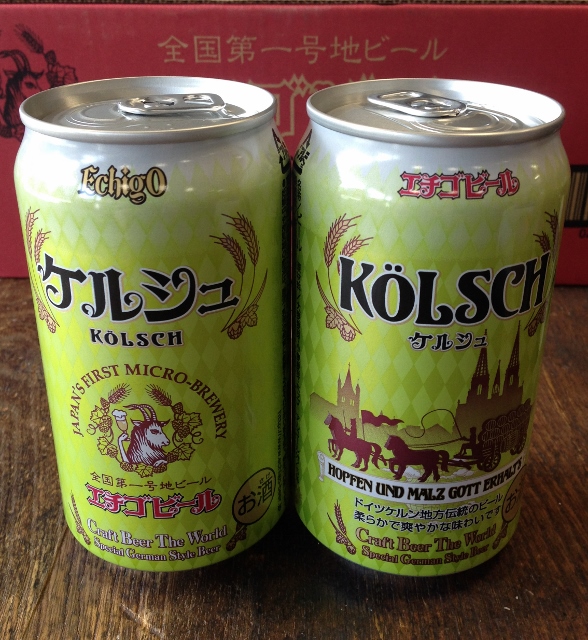 全国第一号地ビール
Echigo
ケルシュ
KÖLSCH
JAPAN'S FIRST MICRO-BREWERY
全国第一号地ビール
エチゴビール
お酒
Craft Beer The World
Special German Style Beer
エチゴビール
KÖLSCH
ケルシュ
HOPFEN UND MALZ GOTT ERHALTS
ドイツケルン地方伝統のビール
柔らかで爽やかな味わいです
お
Craft Beer The World
Special German Style Beer